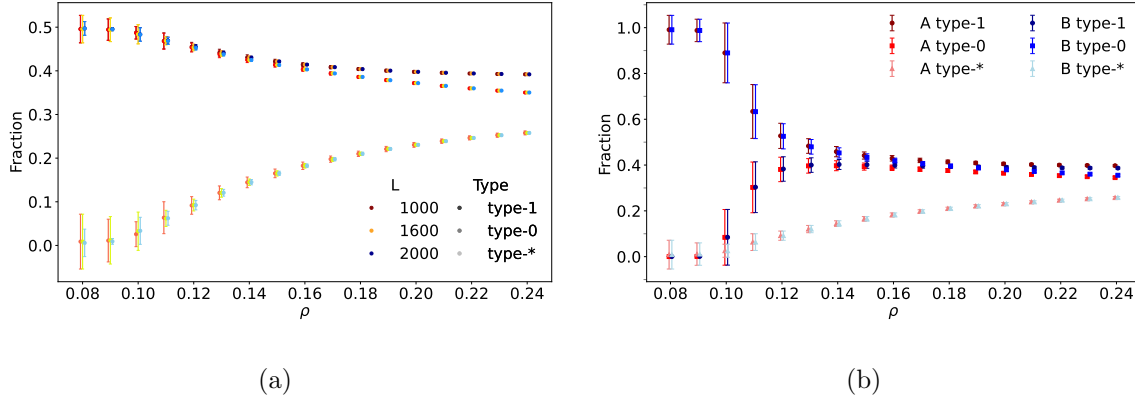 0.5
0.4
0.3
0.2
0.1
0.0
Fraction
0.08 0.10 0.12 0.14 0.16 0.18 0.20 0.22 0.24
ρ
L Type
1000 type-1
1600 type-0
2000 type-*
(a)
1.0
0.8
0.6
0.4
0.2
0.0
Fraction
0.08 0.10 0.12 0.14 0.16 0.18 0.20 0.22 0.24
ρ
A type-1 B type-1
A type-0 B type-0
A type-* B type-*
(b)